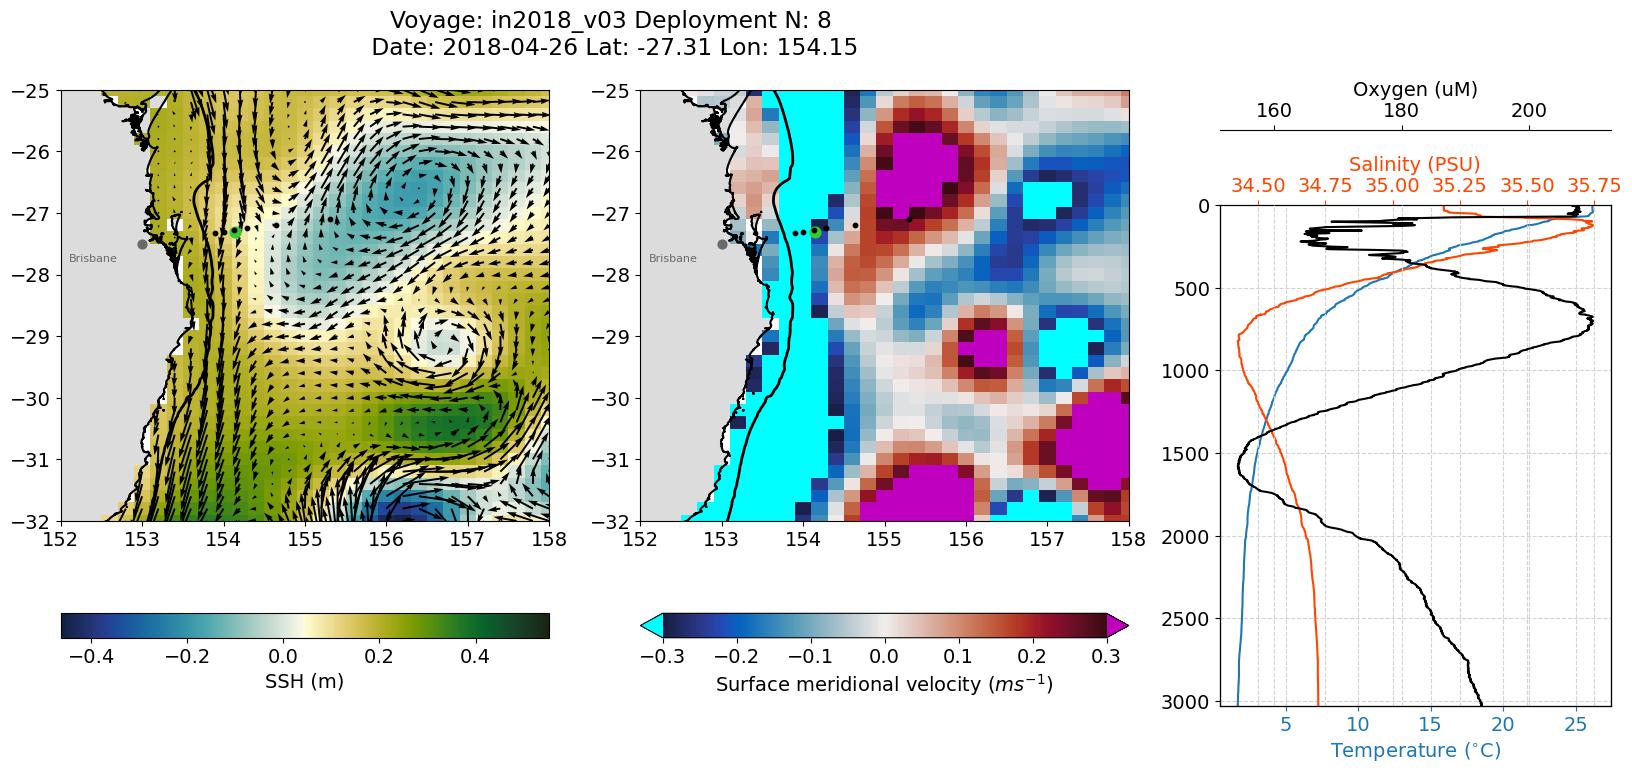 Voyage: in2018_v03 Deployment N: 8
Date: 2018-04-26 Lat: -27.31 Lon: 154.15
−25
−26
−27
−28
−29
−30
−31
−32
152 153 154 155 156 157 158
Brisbane
−0.4 −0.2 0.0 0.2 0.4
SSH (m)
−25
−26
−27
−28
−29
−30
−31
−32
152 153 154 155 156 157 158
Brisbane
−0.3 −0.2 −0.1 0.0 0.1 0.2 0.3
Surface meridional velocity (ms⁻¹)
Oxygen (uM)
160 180 200
Salinity (PSU)
34.50 34.75 35.00 35.25 35.50 35.75
0
500
1000
1500
2000
2500
3000
5 10 15 20 25
Temperature (°C)